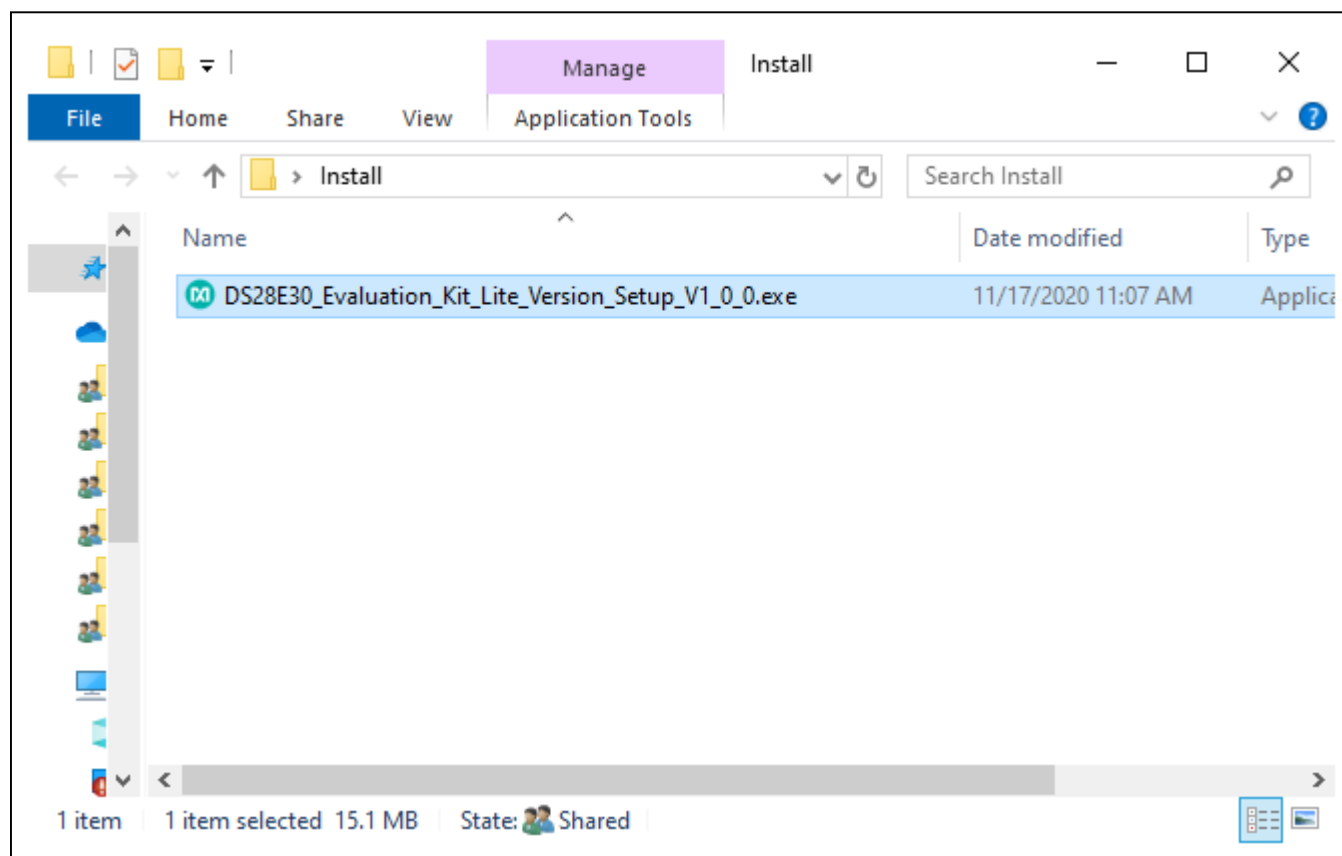 Manage Install
File Home Share View Application Tools
Install Search Install
Name Date modified Type
DS28E30_Evaluation_Kit_Lite_Version_Setup_V1_0_0.exe 11/17/2020 11:07 AM Applica
1 item 1 item selected 15.1 MB State: Shared